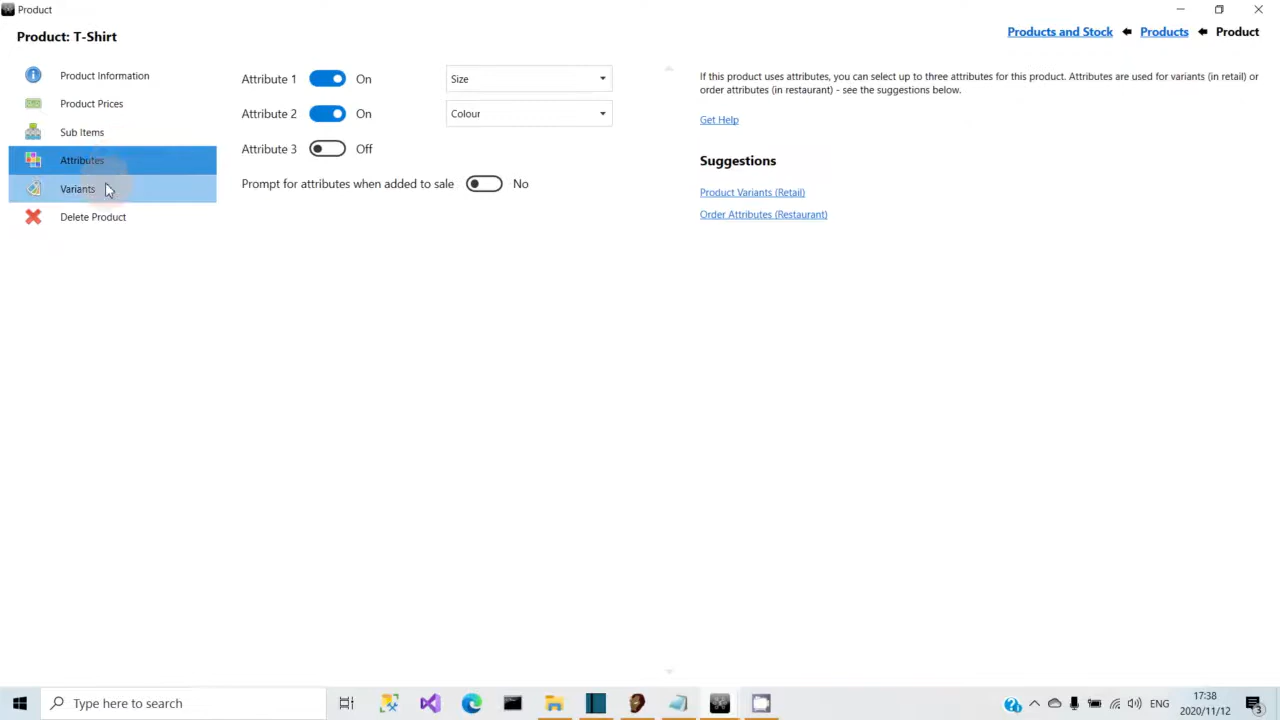 Product
Product: T-Shirt
Products and Stock
Products
Product
Product Information
Product Prices
Sub Items
Attributes
Variants
Delete Product
Attribute 1 On Size
Attribute 2 On Colour
Attribute 3 Off
Prompt for attributes when added to sale No
If this product uses attributes, you can select up to three attributes for this product. Attributes are used for variants (in retail) or
order attributes (in restaurant) - see the suggestions below.
Get Help
Suggestions
Product Variants (Retail)
Order Attributes (Restaurant)
Type here to search
ENG
17:38
2020/11/12
3